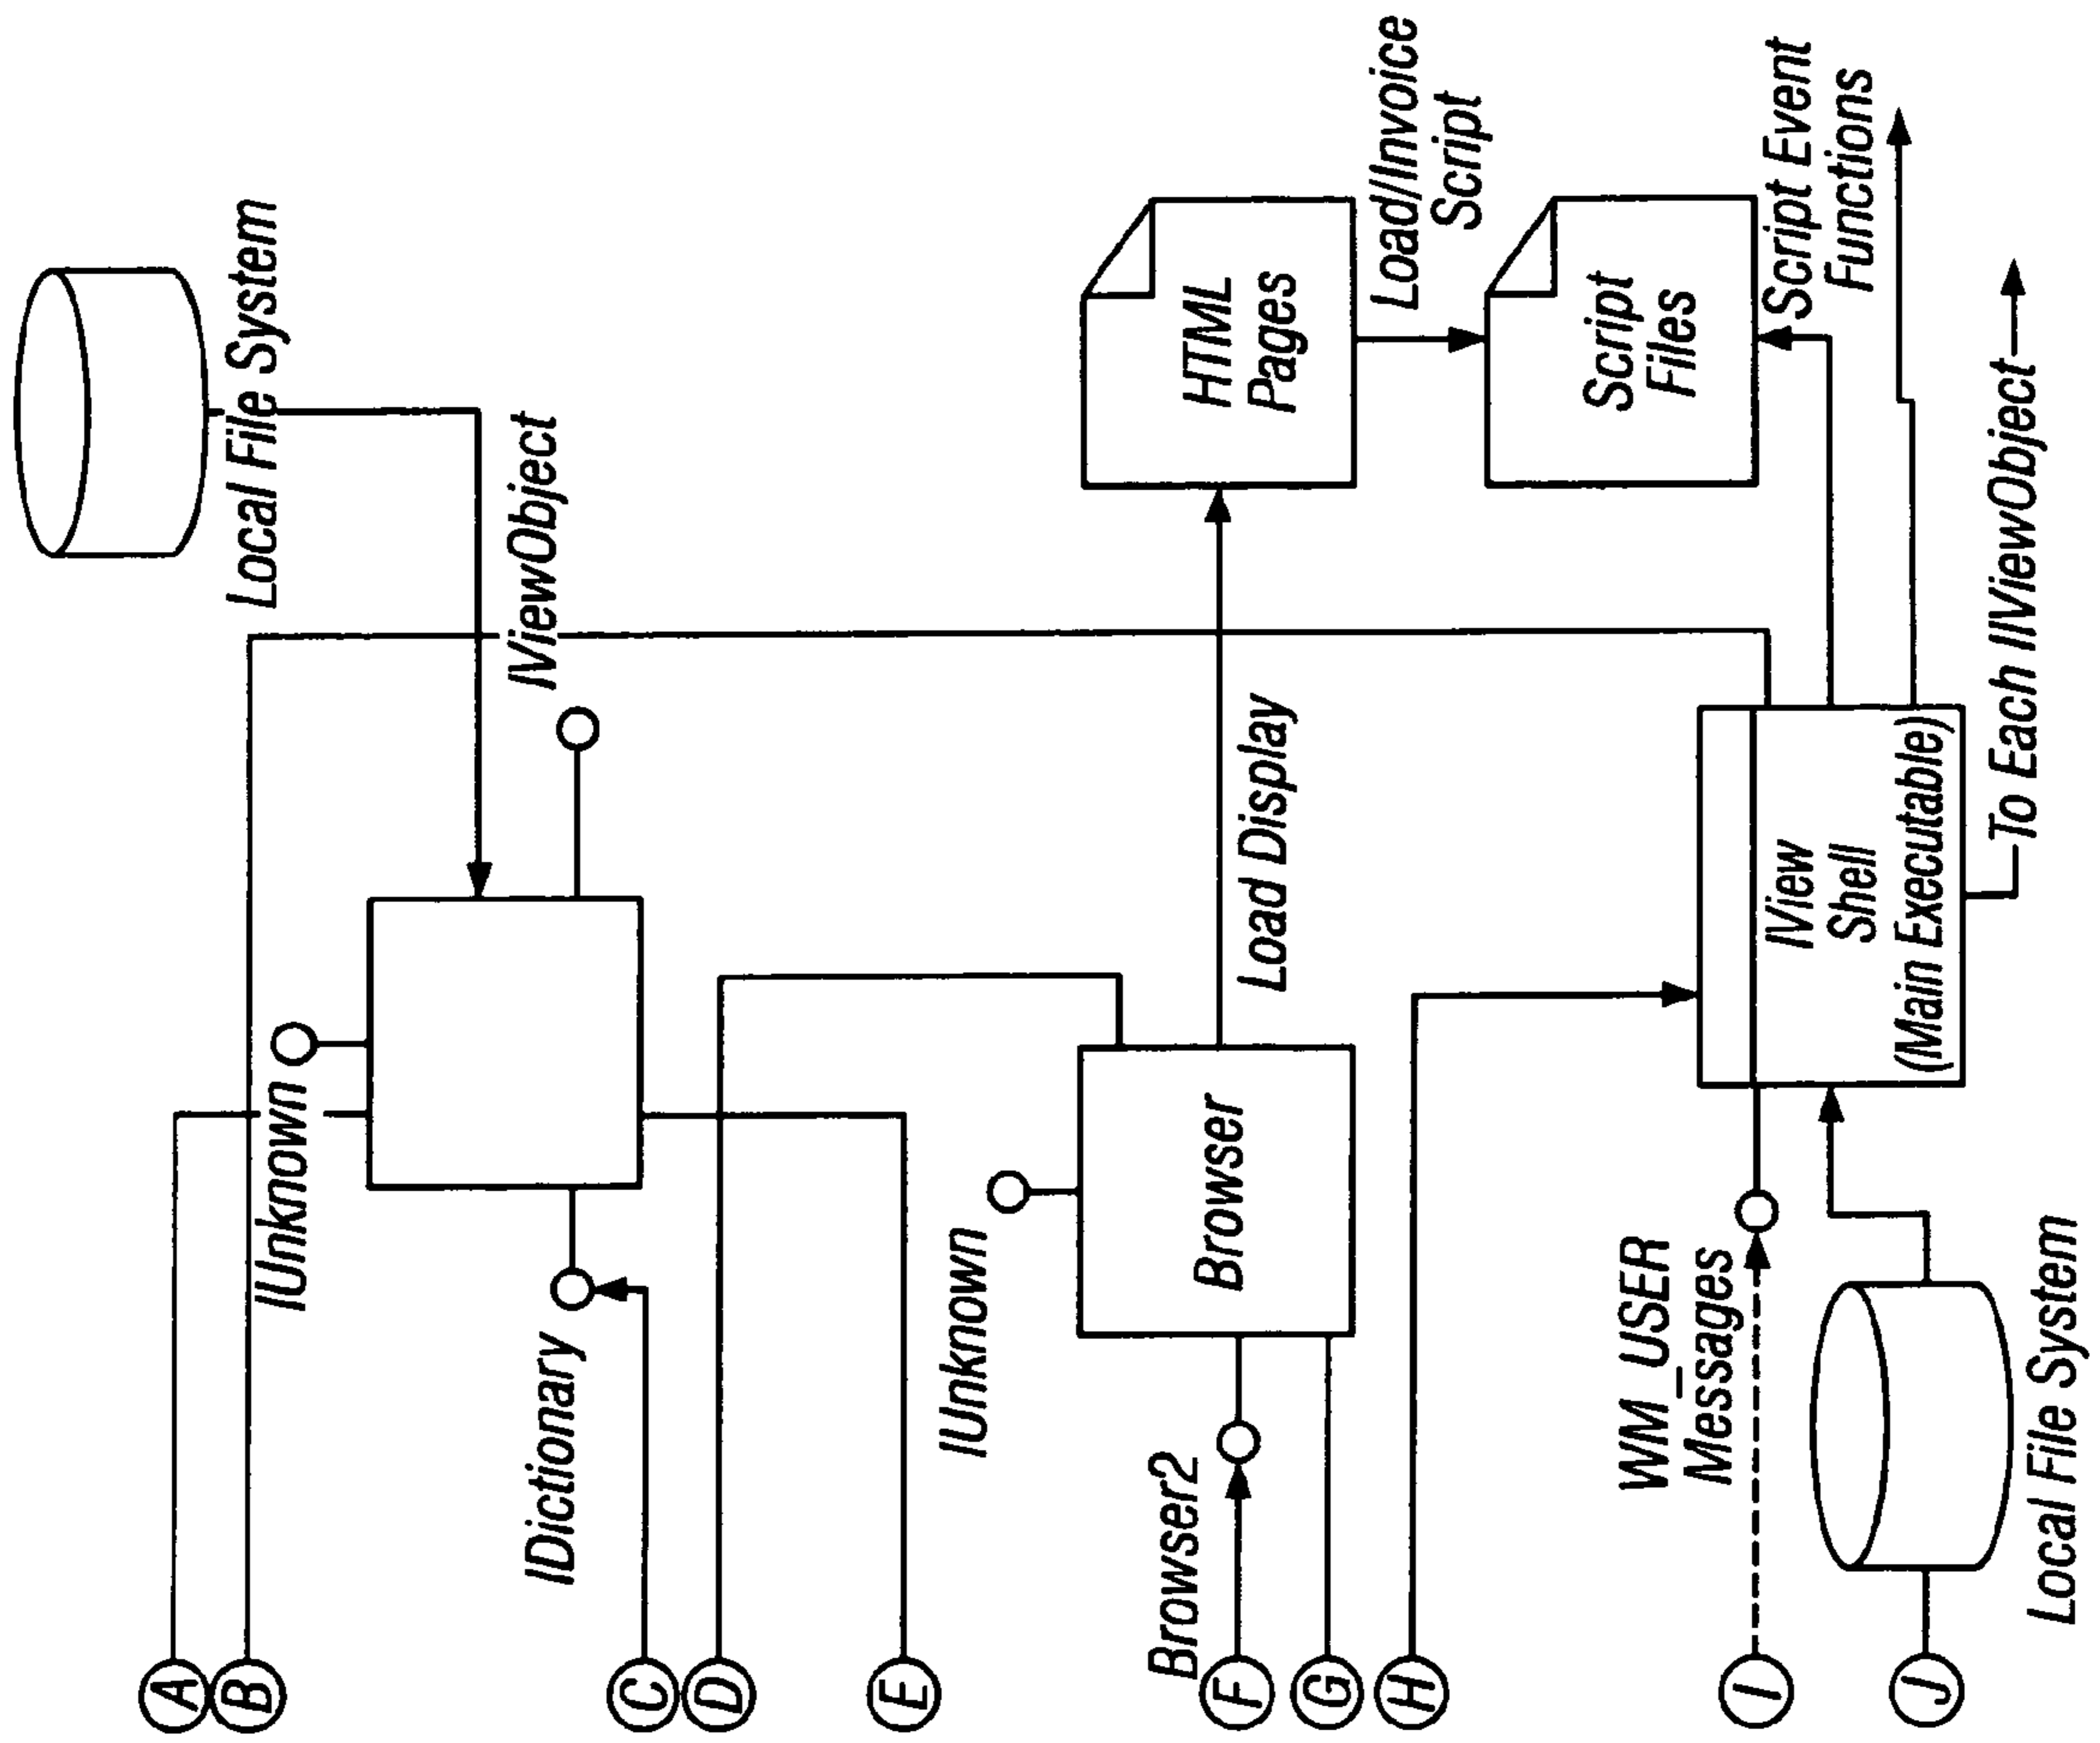 A
B
IUnknown
Local File System
IViewObject
IDictionary
C
D
E
IUnknown
Browser2
F
Browser
HTML
Pages
Load Display
G
Load/Invoice
Script
H
Script
Files
WM_USER
Messages
I
IView
Shell
(Main Executable)
Script Event
Functions
J
To Each IIViewObject
Local File System